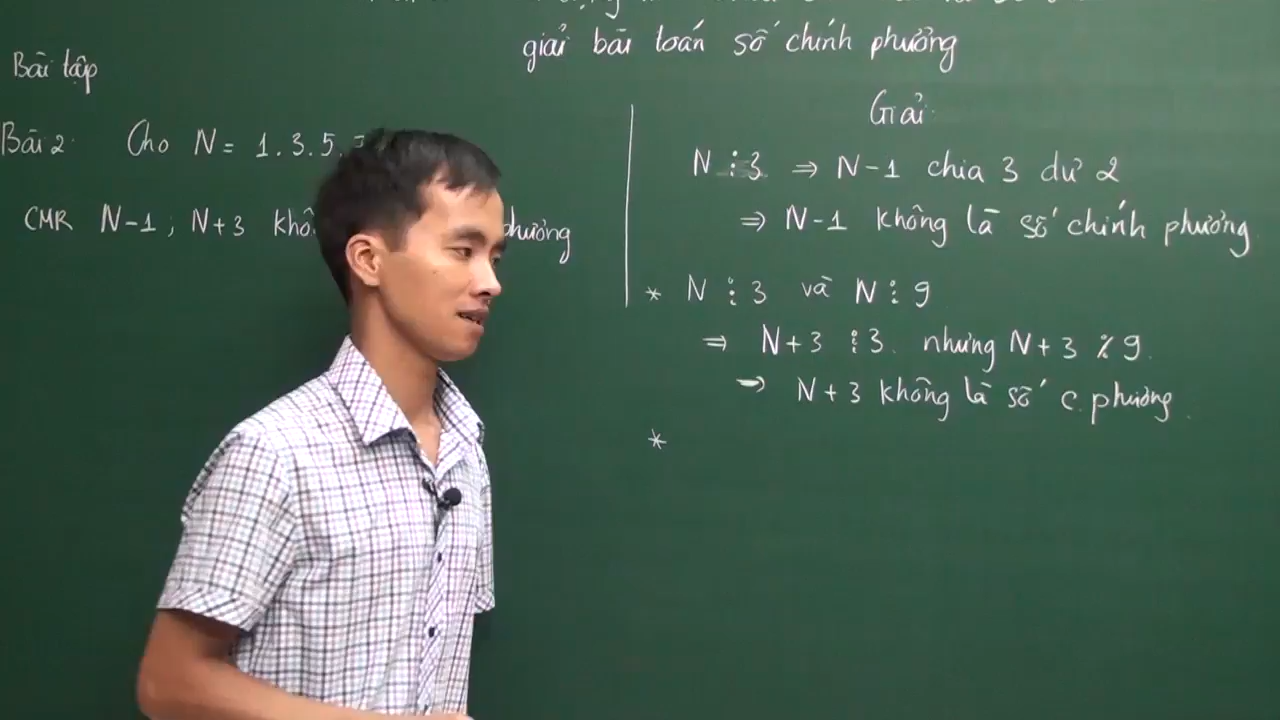 giải bài toán số chính phương
Bài tập
Bài 2: Cho N = 1.3.5.
CMR N-1 ; N+3 phương
Giải:
N ⋮ 3 ⇒ N-1 chia 3 dư 2
⇒ N-1 không là số chính phương.
* N ⋮ 3 và N ⋮ 9
⇒ N+3 ⋮ 3. nhưng N+3 ⋮̸ 9.
→ N+3 không là số c. phương.
*